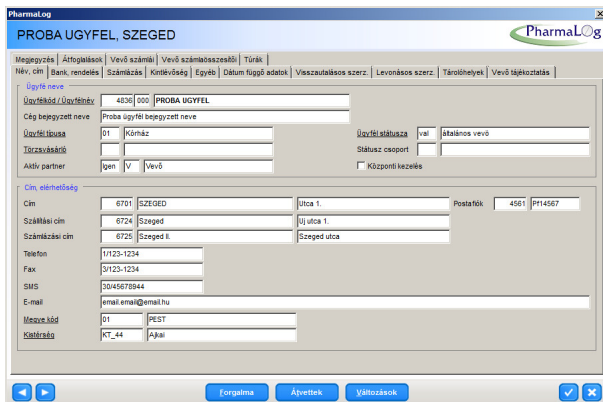 PharmaLog
PROBA UGYFEL, SZEGED
PharmaLog
Megjegyzés Átfoglalások Vevő számlái Vevő számlaösszesítői Túrák
Név, cím Bank, rendelés Számlázás Kintlévőség Egyéb Dátum függő adatok Visszautalásos szerz. Levonásos szerz. Tárolóhelyek Vevő tájékoztatás
Ügyfé neve
Ügyfélkód / Ügyfélnév 4836 000 PROBA UGYFEL
Cég bejegyzett neve Proba ügyfél bejegyzett neve
Ügyfél típusa 01 Kórház Ügyfél státusza val általános vevő
Törzsvásárló Státusz csoport
Aktív partner Igen V Vevő Központi kezelés
Cím, elérhetőség
Cím 6701 SZEGED Utca 1. Postafiók 4561 Pf14567
Szállítási cím 6724 Szeged Uj utca 1.
Számlázási cím 6725 Szeged II. Szeged utca
Telefon 1/123-1234
Fax 3/123-1234
SMS 30/45678944
E-mail email.email@email.hu
Megye kód 01 PEST
Kistérség KT_44 Ajkai
Forgalma Átvettek Változások